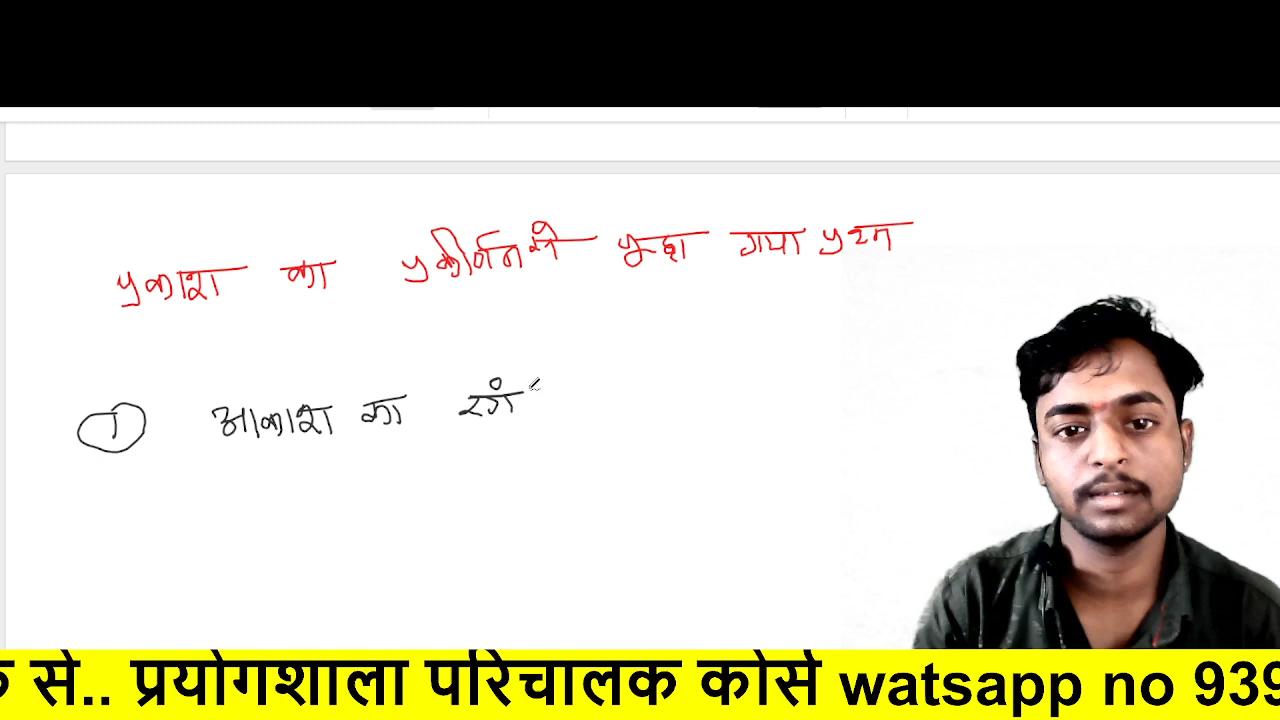 प्रकाश का प्रकीर्णन से पूछा गया प्रश्न
① आकाश का रंग
क से.. प्रयोगशाला परिचालक कोर्स watsapp no 939